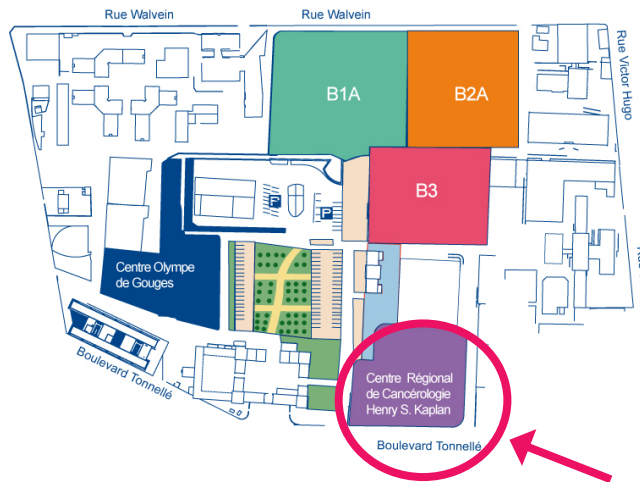 Rue Walvein
Rue Walvein
Rue Victor Hugo
B1A
B2A
B3
P
P
Centre Olympe
de Gouges
Boulevard Tonnellé
Centre Régional
de Cancérologie
Henry S. Kaplan
Boulevard Tonnellé